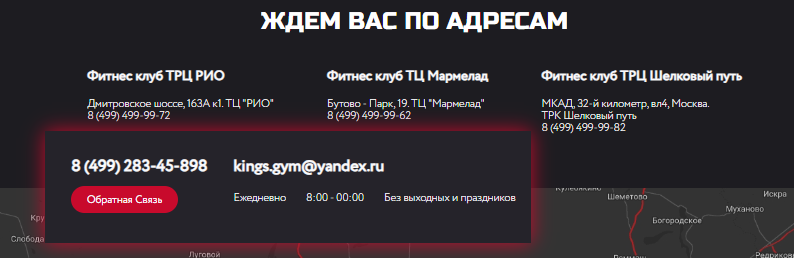 ЖДЕМ ВАС ПО АДРЕСАМ
Фитнес клуб ТРЦ РИО
Дмитровское шоссе, 163А к1. ТЦ "РИО"
8 (499) 499-99-72
Фитнес клуб ТЦ Мармелад
Бутово - Парк, 19. ТЦ "Мармелад"
8 (499) 499-99-62
Фитнес клуб ТРЦ Шелковый путь
МКАД, 32-й километр, вл4, Москва.
ТРК Шелковый путь
8 (499) 499-99-82
8 (499) 283-45-898
kings.gym@yandex.ru
Обратная Связь
Ежедневно 8:00 - 00:00 Без выходных и праздников
Шеметово
Искра
Муханово
Богородское
Слобода
Луговой